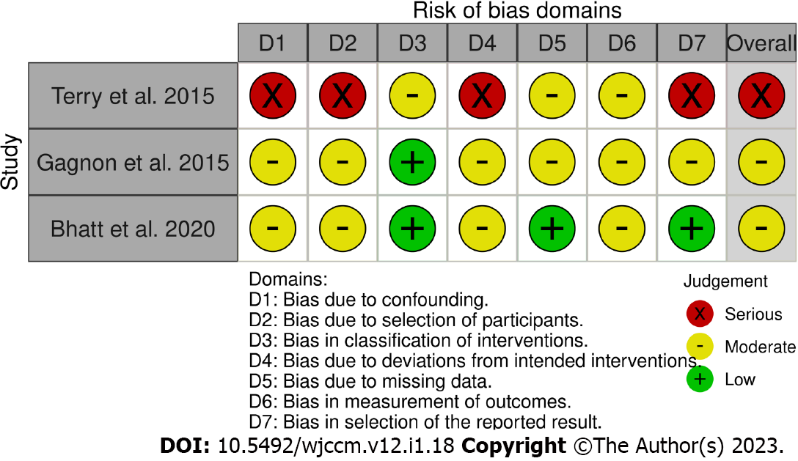 Risk of bias domains
D1 D2 D3 D4 D5 D6 D7 Overall
Study
Terry et al. 2015 X X - X - - X X
Gagnon et al. 2015 - - + - - - - -
Bhatt et al. 2020 - - + - + - + -
Domains:
D1: Bias due to confounding.
D2: Bias due to selection of participants.
D3: Bias in classification of interventions.
D4: Bias due to deviations from intended interventions.
D5: Bias due to missing data.
D6: Bias in measurement of outcomes.
D7: Bias in selection of the reported result.
Judgement
X Serious
- Moderate
+ Low
DOI: 10.5492/wjccm.v12.i1.18 Copyright ©The Author(s) 2023.